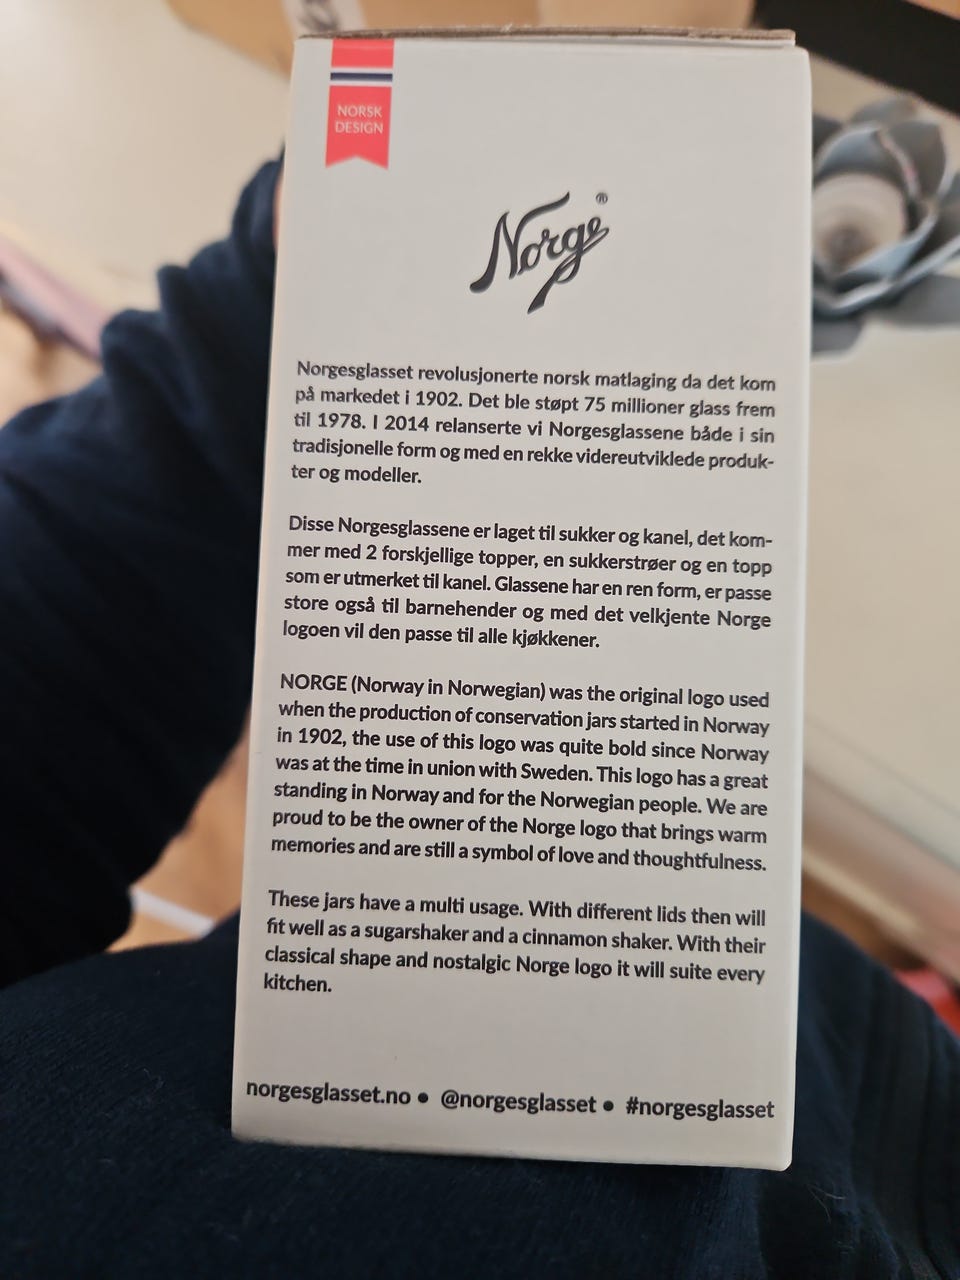 NORSK
DESIGN
Norge®
Norgesglasset revolusjonerte norsk matlaging da det kom
på markedet i 1902. Det ble støpt 75 millioner glass frem
til 1978. I 2014 relanserte vi Norgesglassene både i sin
tradisjonelle form og med en rekke videreutviklede produk-
ter og modeller.
Disse Norgesglassene er laget til sukker og kanel, det kom-
mer med 2 forskjellige topper, en sukkerstrøer og en topp
som er utmerket til kanel. Glassene har en ren form, er passe
store også til barnehender og med det velkjente Norge
logoen vil den passe til alle kjøkkener.
NORGE (Norway in Norwegian) was the original logo used
when the production of conservation jars started in Norway
in 1902, the use of this logo was quite bold since Norway
was at the time in union with Sweden. This logo has a great
standing in Norway and for the Norwegian people. We are
proud to be the owner of the Norge logo that brings warm
memories and are still a symbol of love and thoughtfulness.
These jars have a multi usage. With different lids then will
fit well as a sugarshaker and a cinnamon shaker. With their
classical shape and nostalgic Norge logo it will suite every
kitchen.
norgesglasset.no • @norgesglasset • #norgesglasset